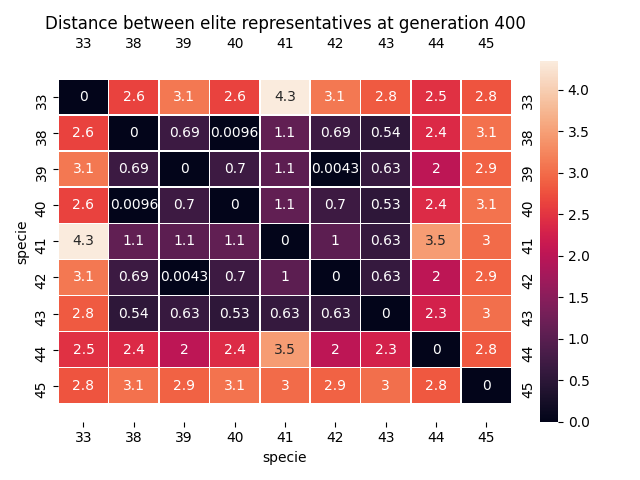 Distance between elite representatives at generation 400
33 38 39 40 41 42 43 44 45
33 0 2.6 3.1 2.6 4.3 3.1 2.8 2.5 2.8 33
38 2.6 0 0.69 0.0096 1.1 0.69 0.54 2.4 3.1 38
39 3.1 0.69 0 0.7 1.1 0.0043 0.63 2 2.9 39
40 2.6 0.0096 0.7 0 1.1 0.7 0.53 2.4 3.1 40
41 4.3 1.1 1.1 1.1 0 1 0.63 3.5 3 41
42 3.1 0.69 0.0043 0.7 1 0 0.63 2 2.9 42
43 2.8 0.54 0.63 0.53 0.63 0.63 0 2.3 3 43
44 2.5 2.4 2 2.4 3.5 2 2.3 0 2.8 44
45 2.8 3.1 2.9 3.1 3 2.9 3 2.8 0 45
33 38 39 40 41 42 43 44 45
specie
specie
4.0
3.5
3.0
2.5
2.0
1.5
1.0
0.5
0.0